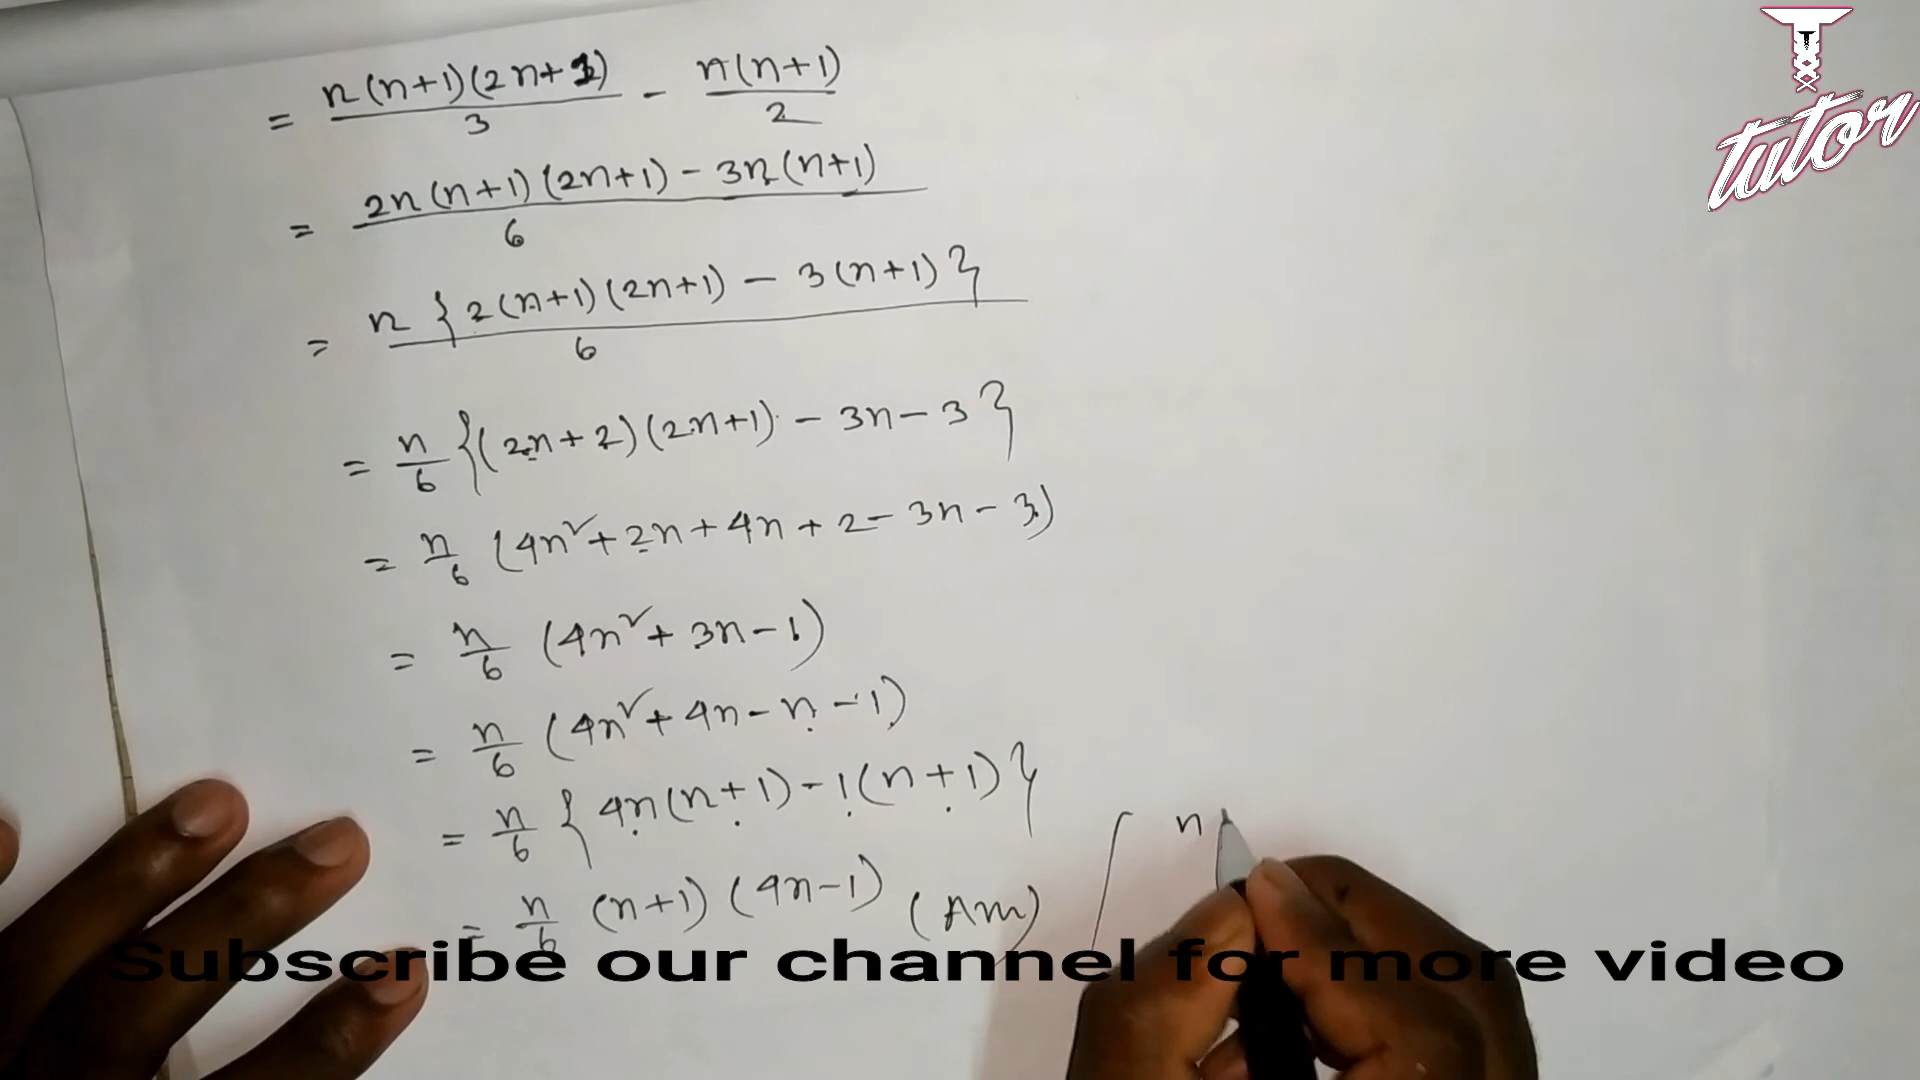 = n(n+1)(2n+1)/3 - n(n+1)/2
= 2n(n+1)(2n+1) - 3n(n+1)/6
= n{2(n+1)(2n+1) - 3(n+1)}/6
= n/6 {(2n+2)(2n+1) - 3n - 3}
= n/6 (4n² + 2n + 4n + 2 - 3n - 3)
= n/6 (4n² + 3n - 1)
= n/6 (4n² + 4n - n - 1)
= n/6 {4n(n+1) - 1(n+1)}
= n/6 (n+1) (4n-1) (Ans)
n
T
tutor
Subscribe our channel for more video